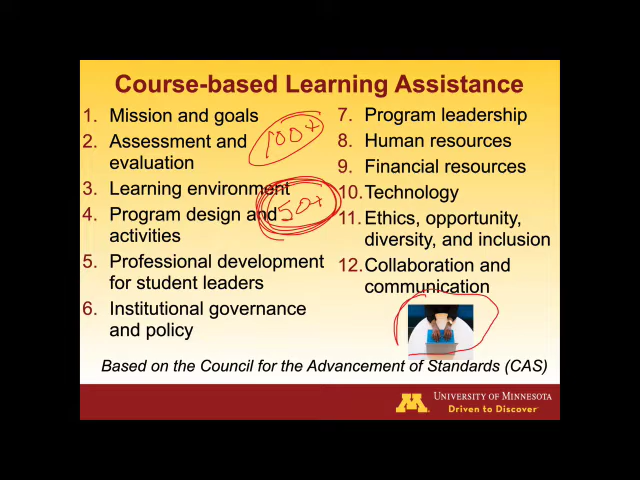 Course-based Learning Assistance
1. Mission and goals
2. Assessment and
evaluation
3. Learning environment
4. Program design and
activities
5. Professional development
for student leaders
6. Institutional governance
and policy
100+
50+
7. Program leadership
8. Human resources
9. Financial resources
10. Technology
11. Ethics, opportunity,
diversity, and inclusion
12. Collaboration and
communication
Based on the Council for the Advancement of Standards (CAS)
M
UNIVERSITY OF MINNESOTA
Driven to Discover